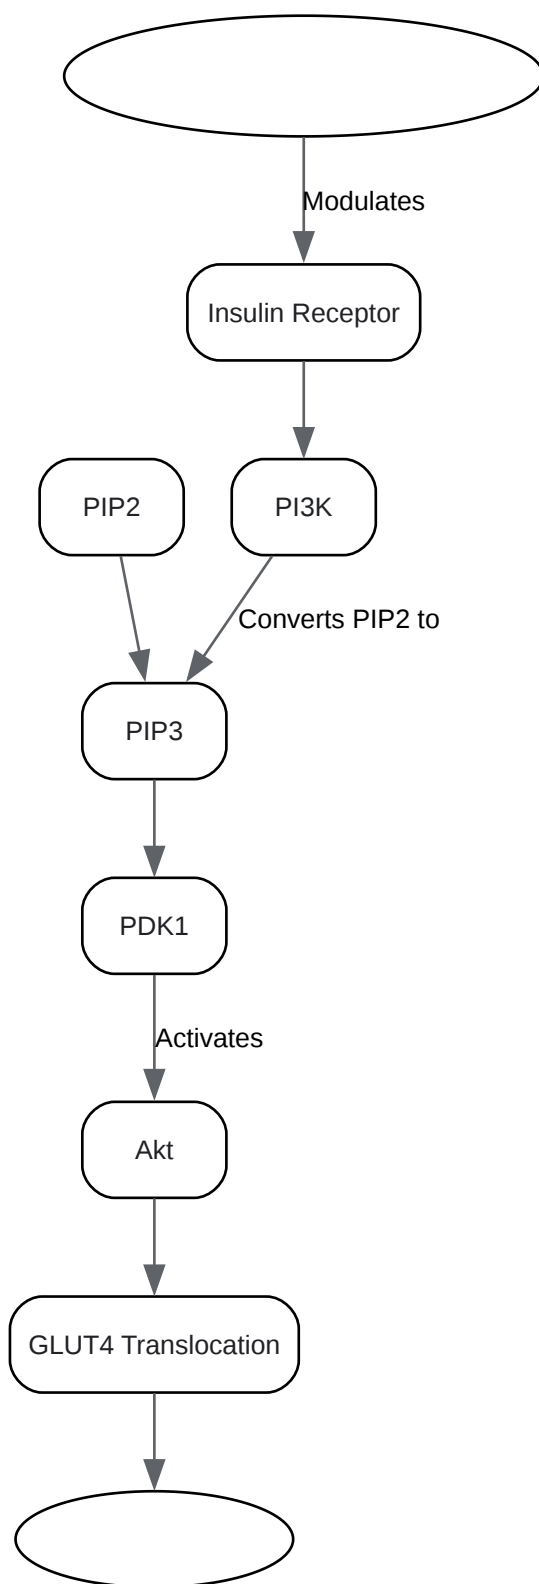 Modulates
Insulin Receptor
PIP2
PI3K
Converts PIP2 to
PIP3
PDK1
Activates
Akt
GLUT4 Translocation